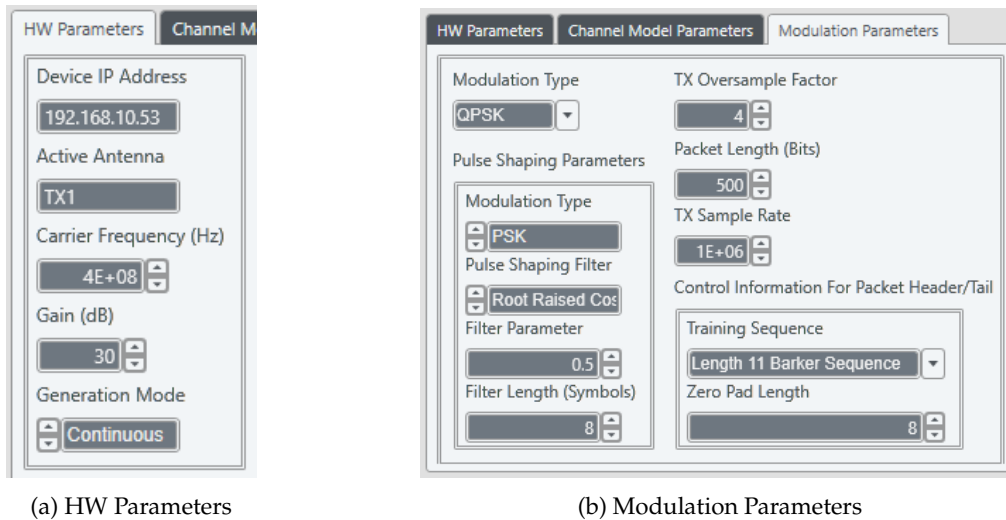 HW Parameters
Channel M
Device IP Address
192.168.10.53
Active Antenna
TX1
Carrier Frequency (Hz)
4E+08
Gain (dB)
30
Generation Mode
Continuous
(a) HW Parameters
HW Parameters
Channel Model Parameters
Modulation Parameters
Modulation Type
QPSK
Pulse Shaping Parameters
Modulation Type
PSK
Pulse Shaping Filter
Root Raised Cos
Filter Parameter
0.5
Filter Length (Symbols)
8
TX Oversample Factor
4
Packet Length (Bits)
500
TX Sample Rate
1E+06
Control Information For Packet Header/Tail
Training Sequence
Length 11 Barker Sequence
Zero Pad Length
8
(b) Modulation Parameters